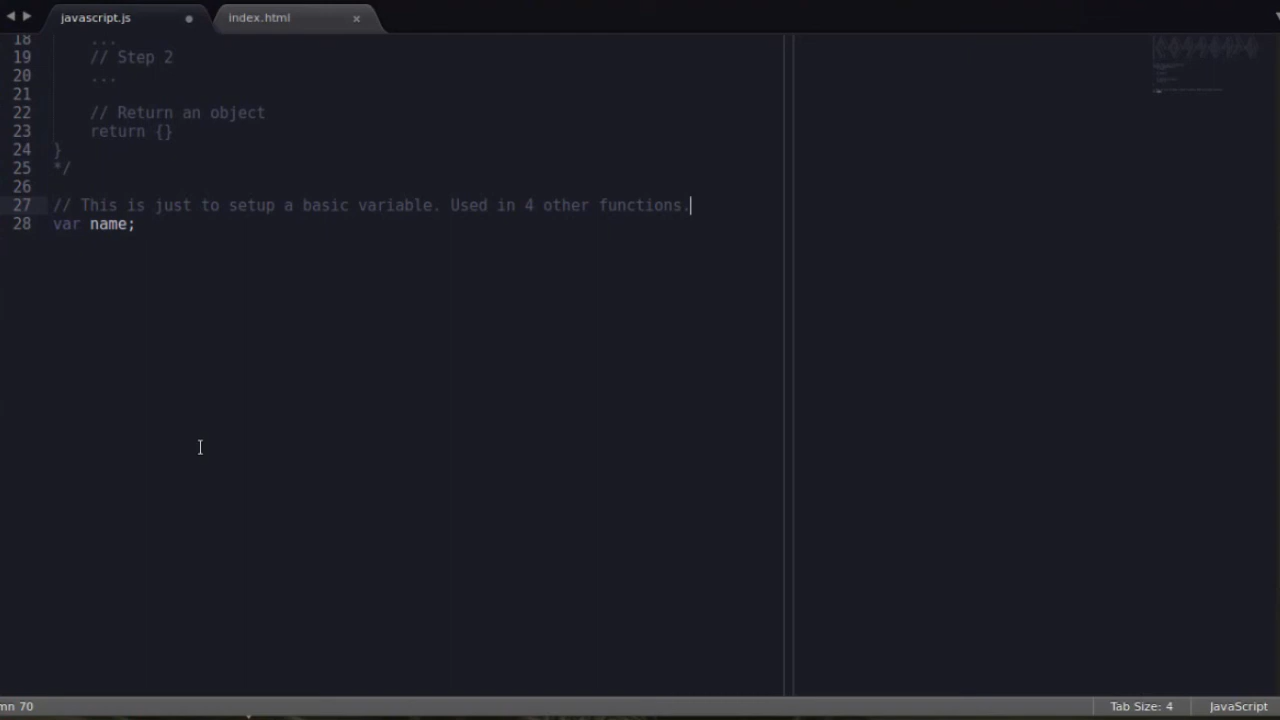 javascript.js
index.html
18 ...
19 // Step 2
20 ...
21
22 // Return an object
23 return {}
24 }
25 */
26
27 // This is just to setup a basic variable. Used in 4 other functions.
28 var name;
mn 70
Tab Size: 4
JavaScript